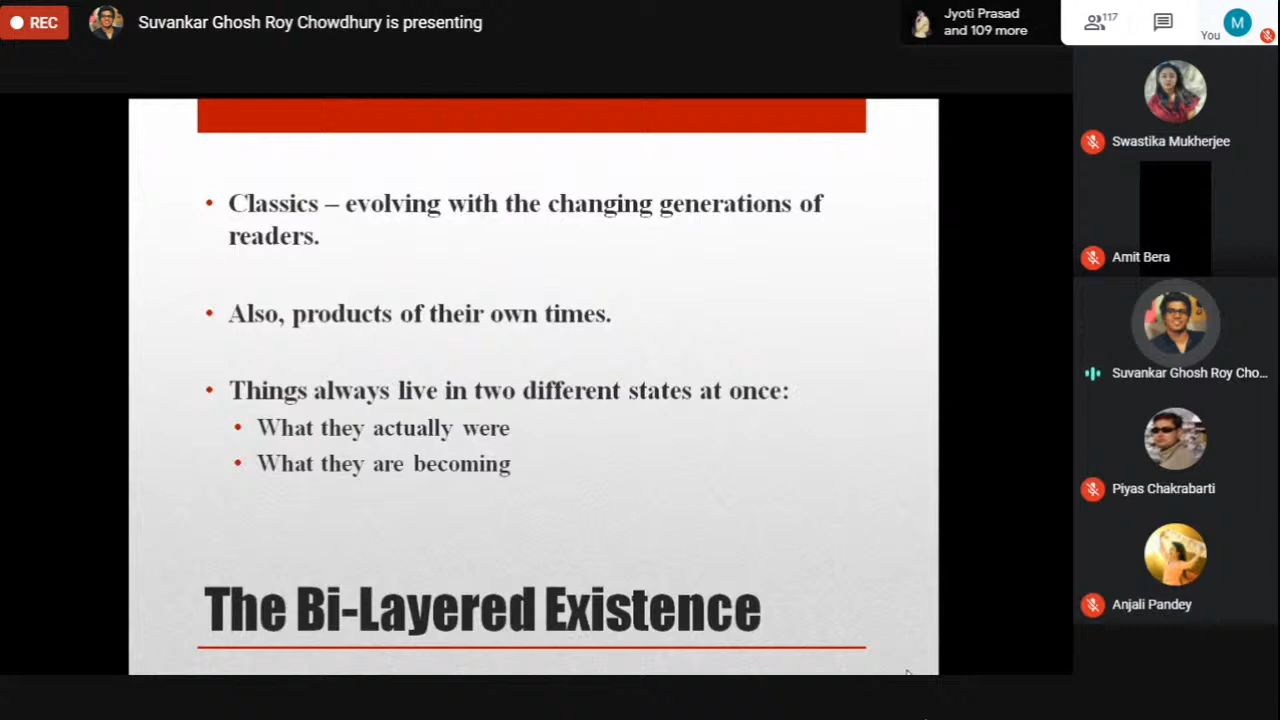 REC
Suvankar Ghosh Roy Chowdhury is presenting
Jyoti Prasad
and 109 more
117
You
M
Swastika Mukherjee
Amit Bera
Suvankar Ghosh Roy Cho...
Piyas Chakrabarti
Anjali Pandey
• Classics – evolving with the changing generations of
readers.
• Also, products of their own times.
• Things always live in two different states at once:
• What they actually were
• What they are becoming
The Bi-Layered Existence